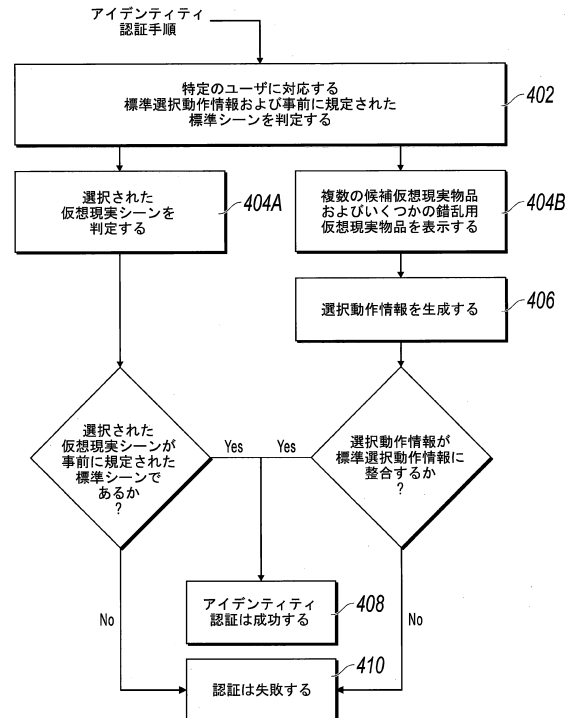 アイデンティティ
認証手順
特定のユーザに対応する
標準選択動作情報および事前に規定された
標準シーンを判定する
402
選択された
仮想現実シーンを
判定する
404A
複数の候補仮想現実物品
およびいくつかの錯乱用
仮想現実物品を表示する
404B
選択動作情報を生成する
406
選択された
仮想現実シーンが
事前に規定された
標準シーンで
あるか
?
Yes
Yes
選択動作情報が
標準選択動作情報に
整合するか
?
No
アイデンティティ
認証は成功する
408
No
認証は失敗する
410